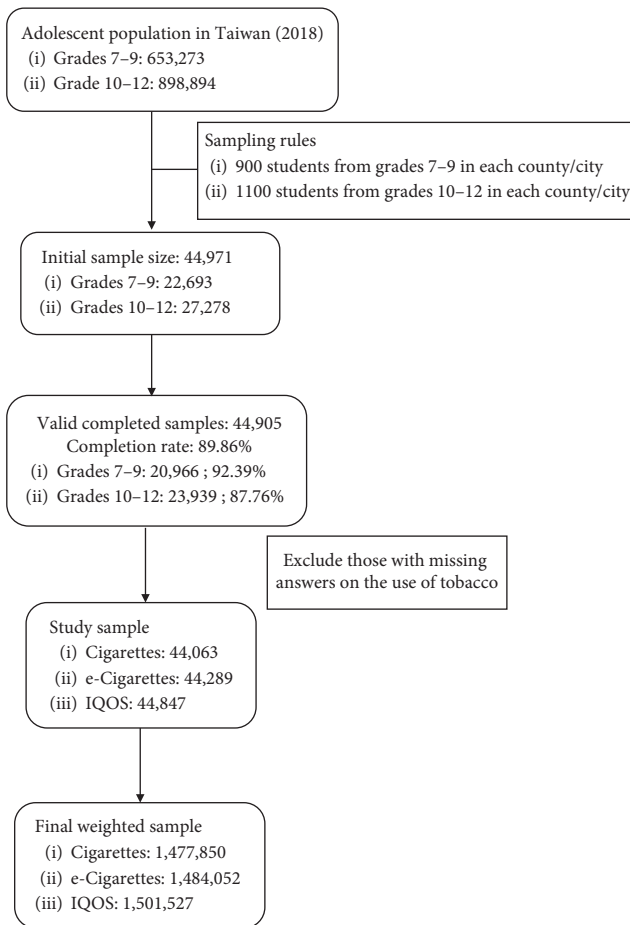 Adolescent population in Taiwan (2018)
(i) Grades 7–9: 653,273
(ii) Grade 10–12: 898,894
Sampling rules
(i) 900 students from grades 7–9 in each county/city
(ii) 1100 students from grades 10–12 in each county/city
Initial sample size: 44,971
(i) Grades 7–9: 22,693
(ii) Grades 10–12: 27,278
Valid completed samples: 44,905
Completion rate: 89.86%
(i) Grades 7–9: 20,966 ; 92.39%
(ii) Grades 10–12: 23,939 ; 87.76%
Exclude those with missing
answers on the use of tobacco
Study sample
(i) Cigarettes: 44,063
(ii) e-Cigarettes: 44,289
(iii) IQOS: 44,847
Final weighted sample
(i) Cigarettes: 1,477,850
(ii) e-Cigarettes: 1,484,052
(iii) IQOS: 1,501,527